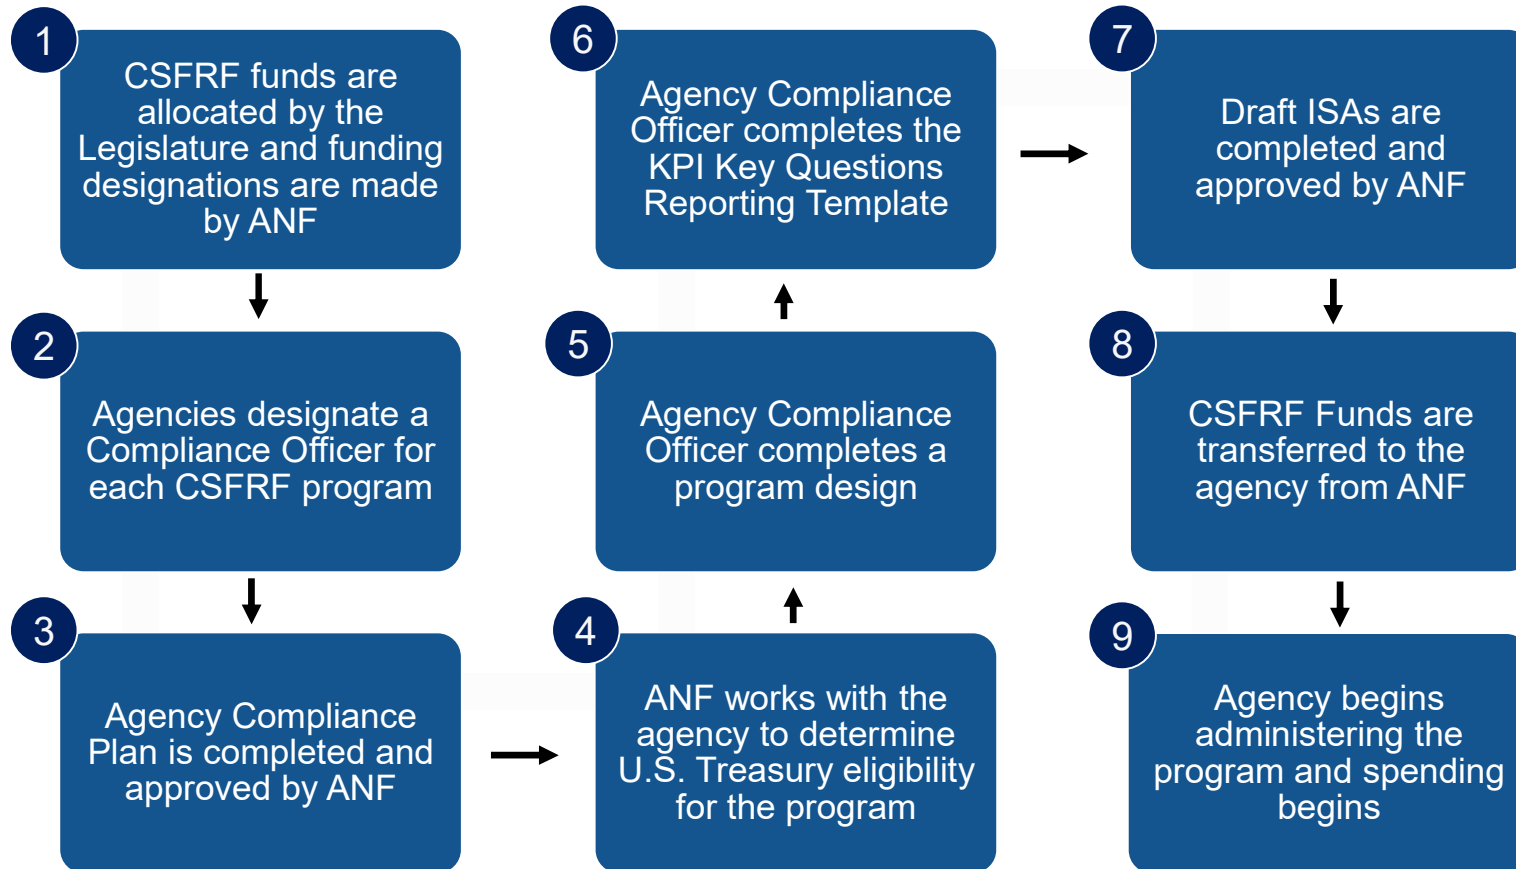 1
CSFRF funds are
allocated by the
Legislature and funding
designations are made
by ANF
2
Agencies designate a
Compliance Officer for
each CSFRF program
3
Agency Compliance
Plan is completed and
approved by ANF
4
ANF works with the
agency to determine
U.S. Treasury eligibility
for the program
5
Agency Compliance
Officer completes a
program design
6
Agency Compliance
Officer completes the
KPI Key Questions
Reporting Template
7
Draft ISAs are
completed and
approved by ANF
8
CSFRF Funds are
transferred to the
agency from ANF
9
Agency begins
administering the
program and spending
begins